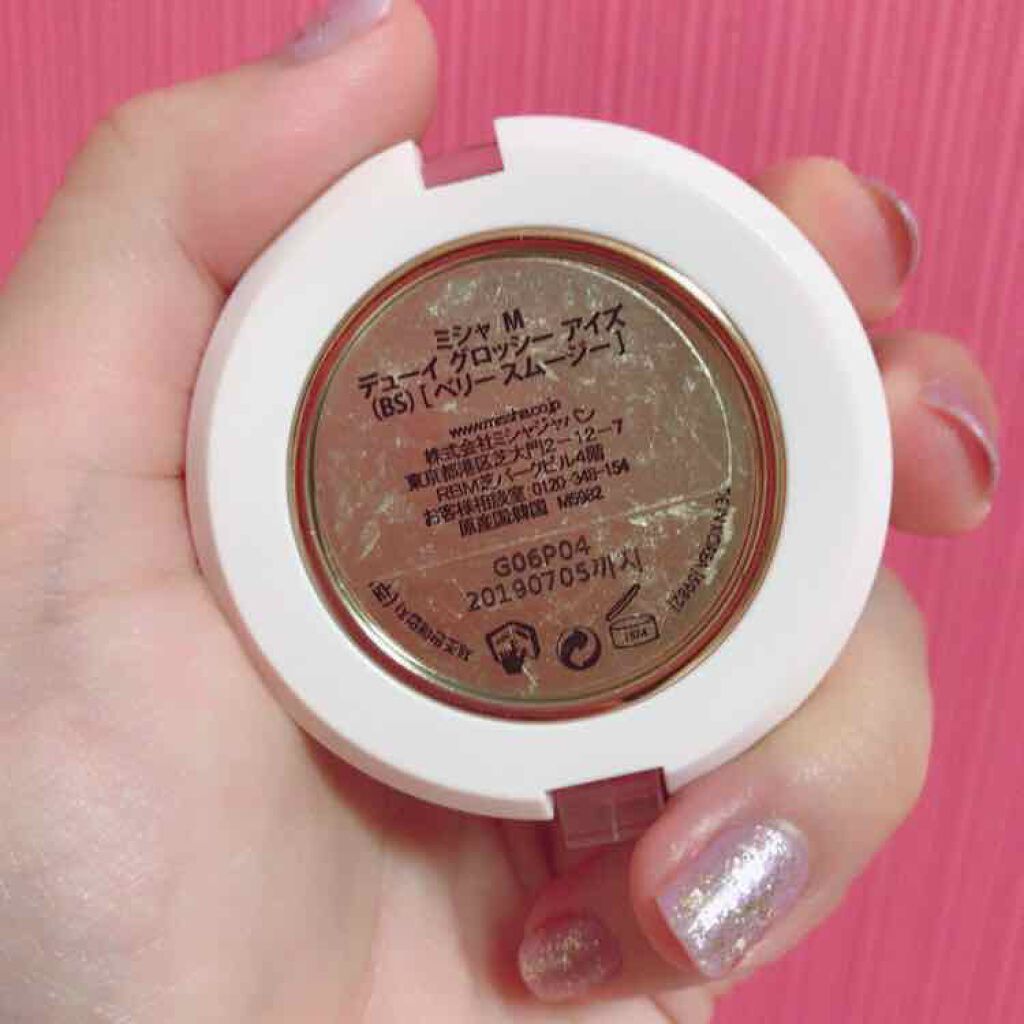 ミシャ M
デューイ グロッシー アイズ
(BS) [ ベリー スムージー ]
www.missha.co.jp
株式会社ミシャジャパン
東京都港区芝大門2-12-7
RBM芝パークビル4階
お客様相談室:0120-348-154
原産国:韓国 M5982
G06P04
20190705까지